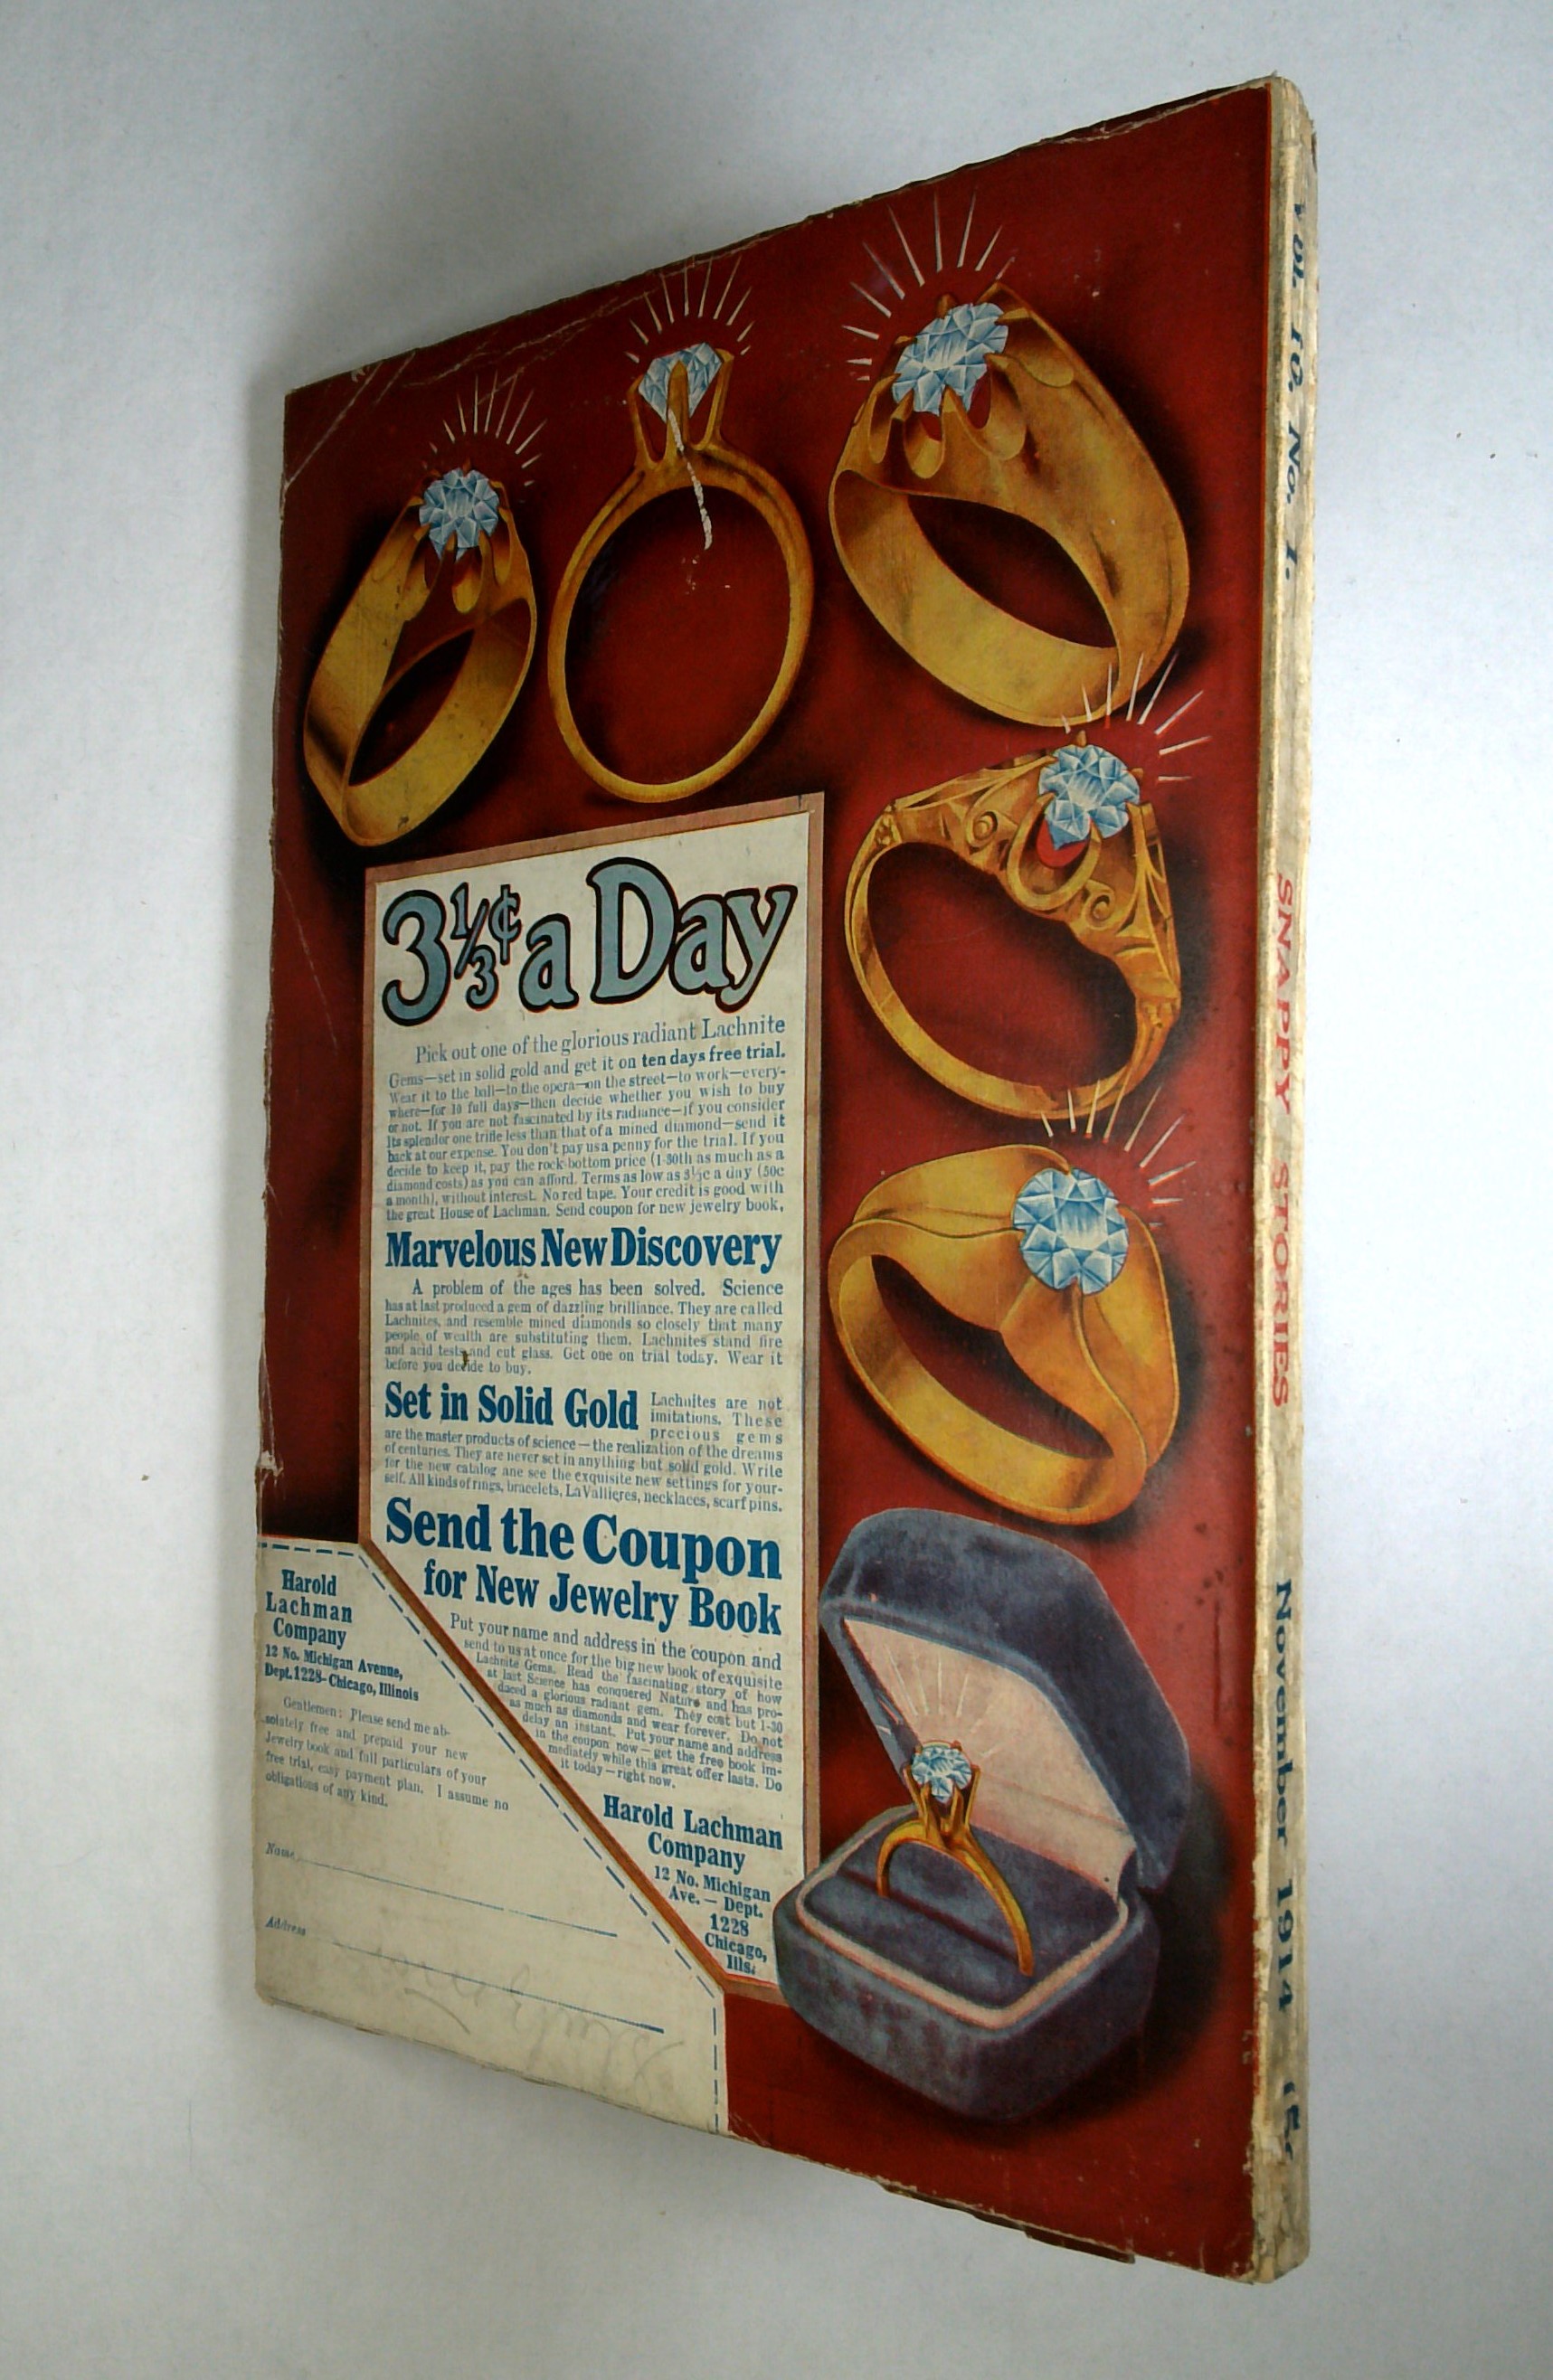 3⅓¢ a Day
Pick out one of the glorious radiant Lachnite
Gems—set in solid gold and get it on ten days free trial.
Wear it to the ball—to the opera—on the street—to work—every-
where—for 10 full days—then decide whether you wish to buy
or not. If you are not fascinated by its radiance—if you consider
its splendor one trifle less than that of a mined diamond—send it
back at our expense. You don't pay us a penny for the trial. If you
decide to keep it, pay the rock-bottom price (1-30th as much as a
diamond costs) as you can afford. Terms as low as 3⅓c a day (50c
a month), without interest. No red tape. Your credit is good with
the great House of Lachman. Send coupon for new jewelry book,
Marvelous New Discovery
A problem of the ages has been solved. Science
has at last produced a gem of dazzling brilliance. They are called
Lachnites, and resemble mined diamonds so closely that many
people of wealth are substituting them. Lachnites stand fire
and acid tests and cut glass. Get one on trial today. Wear it
before you decide to buy.
Set in Solid Gold Lachnites are not
imitations. These
precious gems
are the master products of science—the realization of the dreams
of centuries. They are never set in anything but solid gold. Write
for the new catalog ane see the exquisite new settings for your-
self. All kinds of rings, bracelets, LaVallieres, necklaces, scarf pins.
Send the Coupon
for New Jewelry Book
Put your name and address in the coupon and
send to us at once for the big new book of exquisite
Lachnite Gems. Read the fascinating story of how
at last Science has conquered Nature and has pro-
duced a glorious radiant gem. They cost but 1-30
as much as diamonds and wear forever. Do not
delay an instant. Put your name and address
in the coupon now—get the free book im-
mediately while this great offer lasts. Do
it today—right now.
Harold Lachman
Company
12 No. Michigan
Ave. — Dept.
1228
Chicago,
Ills.
Harold
Lachman
Company
12 No. Michigan Avenue,
Dept. 1228-Chicago, Illinois
Gentlemen: Please send me ab-
solutely free and prepaid your new
Jewelry book and full particulars of your
free trial, easy payment plan. I assume no
obligations of any kind.
Name
Address
Vol. 10. No. 1.
SNAPPY STORIES
November 1914